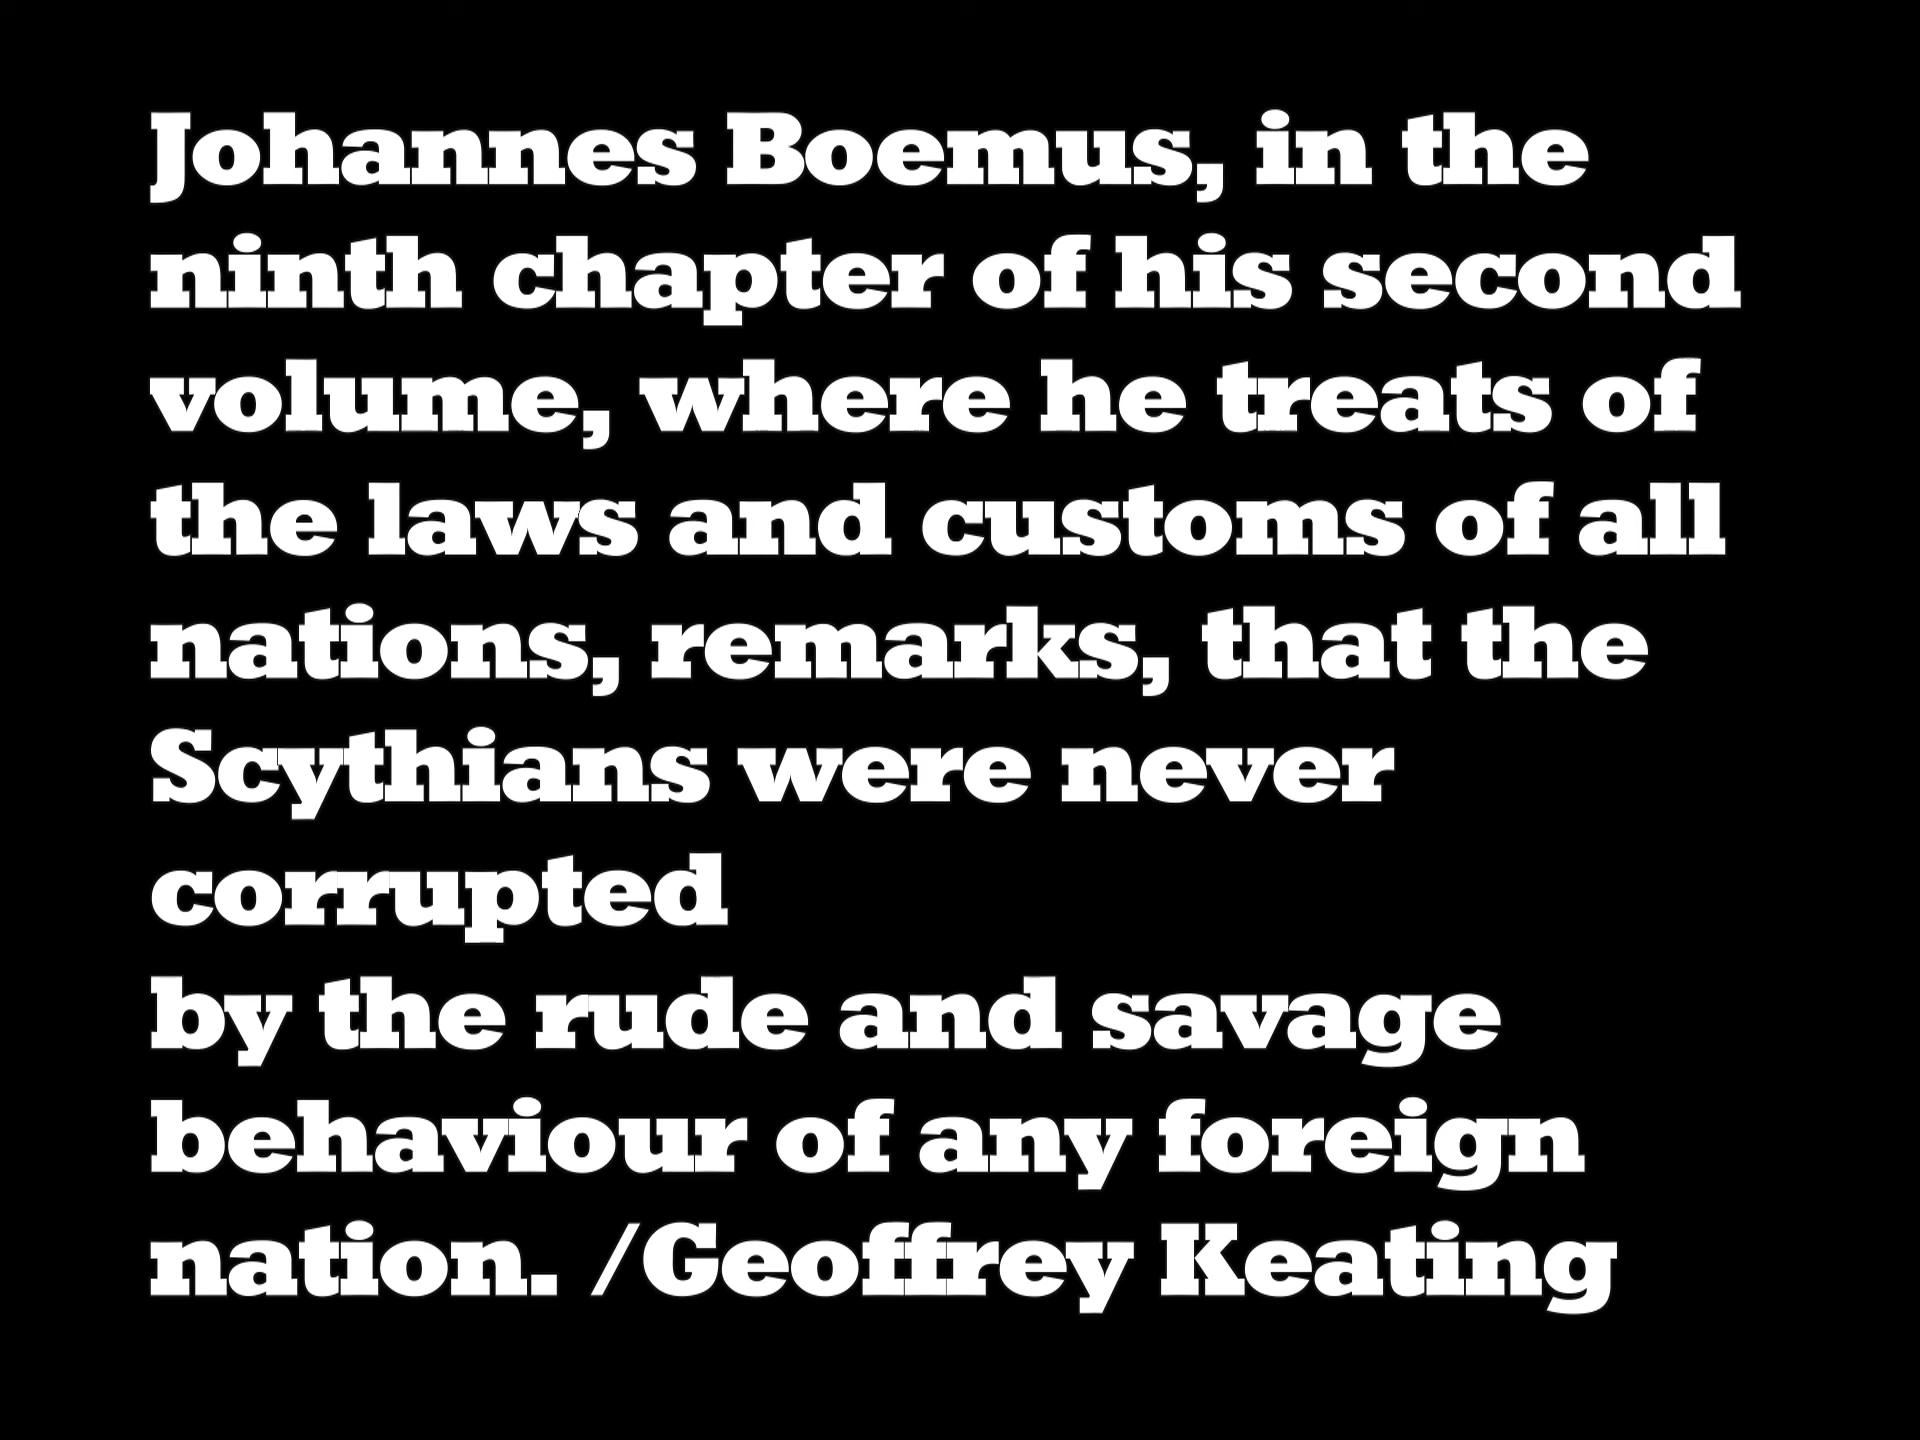 Johannes Boemus, in the
ninth chapter of his second
volume, where he treats of
the laws and customs of all
nations, remarks, that the
Scythians were never
corrupted
by the rude and savage
behaviour of any foreign
nation. /Geoffrey Keating